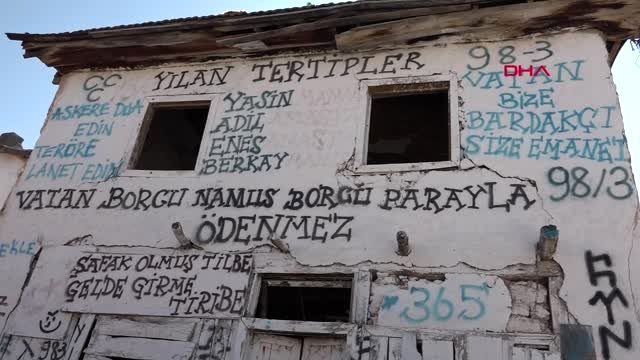 YILAN TERTİPLER
98-3
DHA
ASKERE DUA
EDİN
TERÖRE
LANET EDİN
YASİN
ADİL
ENES
BERKAY
VATAN
BİZE
BARDAKÇI
SİZE EMANET
98/3
VATAN BORCU NAMUS BORCU PARAYLA
ÖDENMEZ
ŞAFAK OLMUŞ TİLBE
GELDE GİRME
TİRİBE
365
983